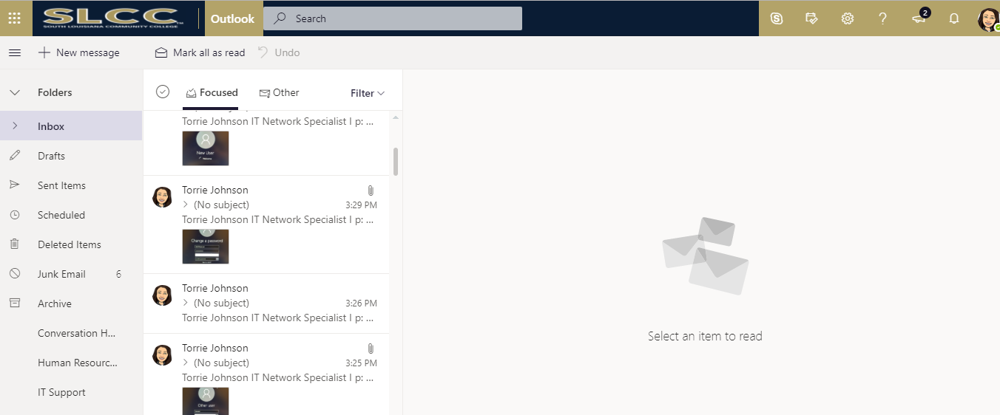 SLCC
SOUTH LOUISIANA COMMUNITY COLLEGE
Outlook
Search
2
New message
Mark all as read
Undo
Folders
Focused
Other
Filter
Inbox
Drafts
Sent Items
Scheduled
Deleted Items
Junk Email 6
Archive
Conversation H...
Human Resourc...
IT Support
Torrie Johnson IT Network Specialist I p: ...
New User
Welcome
Torrie Johnson
(No subject) 3:29 PM
Torrie Johnson IT Network Specialist I p: ...
Change a password
Torrie Johnson
(No subject) 3:26 PM
Torrie Johnson IT Network Specialist I p: ...
Torrie Johnson
(No subject) 3:25 PM
Torrie Johnson IT Network Specialist I p: ...
Other user
Select an item to read